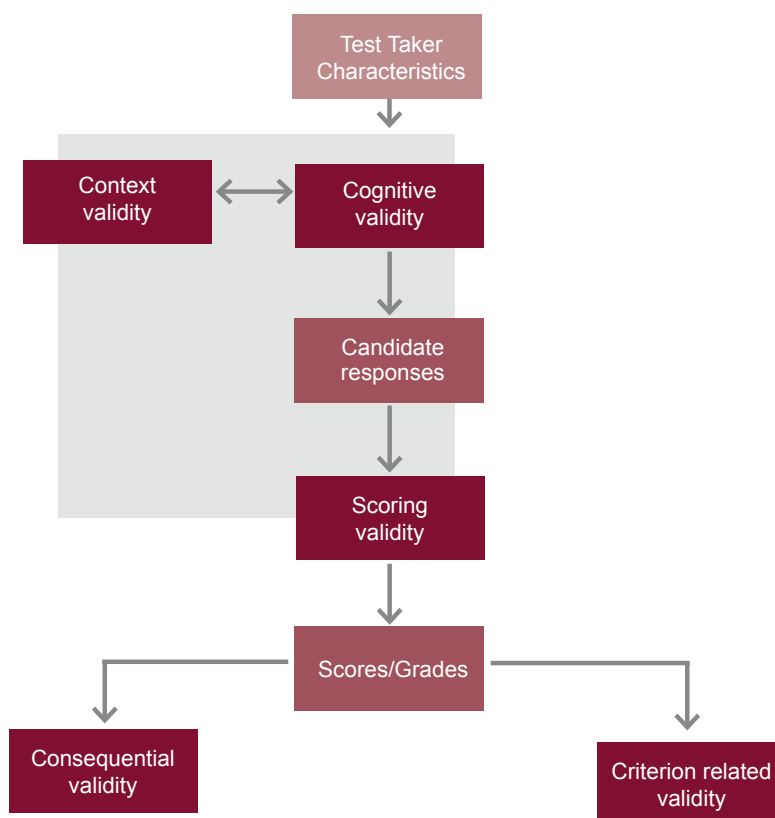 Test Taker
Characteristics
Context
validity
Cognitive
validity
Candidate
responses
Scoring
validity
Scores/Grades
Consequential
validity
Criterion related
validity